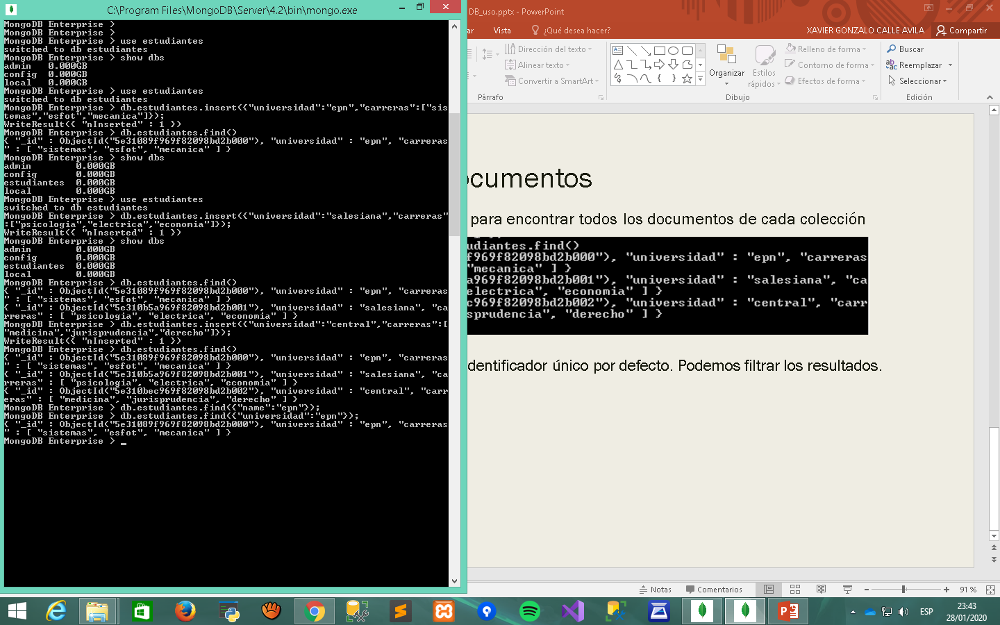 C:\Program Files\MongoDB\Server\4.2\bin\mongo.exe
MongoDB Enterprise >
MongoDB Enterprise >
MongoDB Enterprise > use estudiantes
switched to db estudiantes
MongoDB Enterprise > show dbs
admin   0.000GB
config  0.000GB
local   0.000GB
MongoDB Enterprise > use estudiantes
switched to db estudiantes
MongoDB Enterprise > db.estudiantes.insert({"universidad":"epn","carreras":["sis
temas","esfot","mecanica"]});
WriteResult({ "nInserted" : 1 })
MongoDB Enterprise > db.estudiantes.find()
{ "_id" : ObjectId("5e31089f969f82098bd2b000"), "universidad" : "epn", "carreras
" : [ "sistemas", "esfot", "mecanica" ] }
MongoDB Enterprise > show dbs
admin        0.000GB
config       0.000GB
estudiantes  0.000GB
local        0.000GB
MongoDB Enterprise > use estudiantes
switched to db estudiantes
MongoDB Enterprise > db.estudiantes.insert({"universidad":"salesiana","carreras"
:["psicologia","electrica","economia"]});
WriteResult({ "nInserted" : 1 })
MongoDB Enterprise > show dbs
admin        0.000GB
config       0.000GB
estudiantes  0.000GB
local        0.000GB
MongoDB Enterprise > db.estudiantes.find()
{ "_id" : ObjectId("5e31089f969f82098bd2b000"), "universidad" : "epn", "carreras
" : [ "sistemas", "esfot", "mecanica" ] }
{ "_id" : ObjectId("5e310b5a969f82098bd2b001"), "universidad" : "salesiana", "ca
rreras" : [ "psicologia", "electrica", "economia" ] }
MongoDB Enterprise > db.estudiantes.insert({"universidad":"central","carreras":[
"medicina","jurisprudencia","derecho"]});
WriteResult({ "nInserted" : 1 })
MongoDB Enterprise > db.estudiantes.find()
{ "_id" : ObjectId("5e31089f969f82098bd2b000"), "universidad" : "epn", "carreras
" : [ "sistemas", "esfot", "mecanica" ] }
{ "_id" : ObjectId("5e310b5a969f82098bd2b001"), "universidad" : "salesiana", "ca
rreras" : [ "psicologia", "electrica", "economia" ] }
{ "_id" : ObjectId("5e310bec969f82098bd2b002"), "universidad" : "central", "carr
eras" : [ "medicina", "jurisprudencia", "derecho" ] }
MongoDB Enterprise > db.estudiantes.find({"name":"epn"});
MongoDB Enterprise > db.estudiantes.find({"universidad":"epn"});
{ "_id" : ObjectId("5e31089f969f82098bd2b000"), "universidad" : "epn", "carreras
" : [ "sistemas", "esfot", "mecanica" ] }
MongoDB Enterprise > _
DB_uso.pptx - PowerPoint
ar Vista ¿Qué desea hacer? XAVIER GONZALO CALLE AVILA Compartir
Dirección del texto
Alinear texto
Convertir a SmartArt
Párrafo
Organizar
Estilos
rápidos
Relleno de forma
Contorno de forma
Efectos de forma
Dibujo
Buscar
Reemplazar
Seleccionar
Edición
ocumentos
para encontrar todos los documentos de cada colección
udiantes.find()
f969f82098bd2b000"), "universidad" : "epn", "carreras
"mecanica" ] }
a969f82098bd2b001"), "universidad" : "salesiana", "ca
electrica", "economia" ] }
c969f82098bd2b002"), "universidad" : "central", "carr
sprudencia", "derecho" ] }
dentificador único por defecto. Podemos filtrar los resultados.
Notas Comentarios 91 %
ESP
23:43
28/01/2020